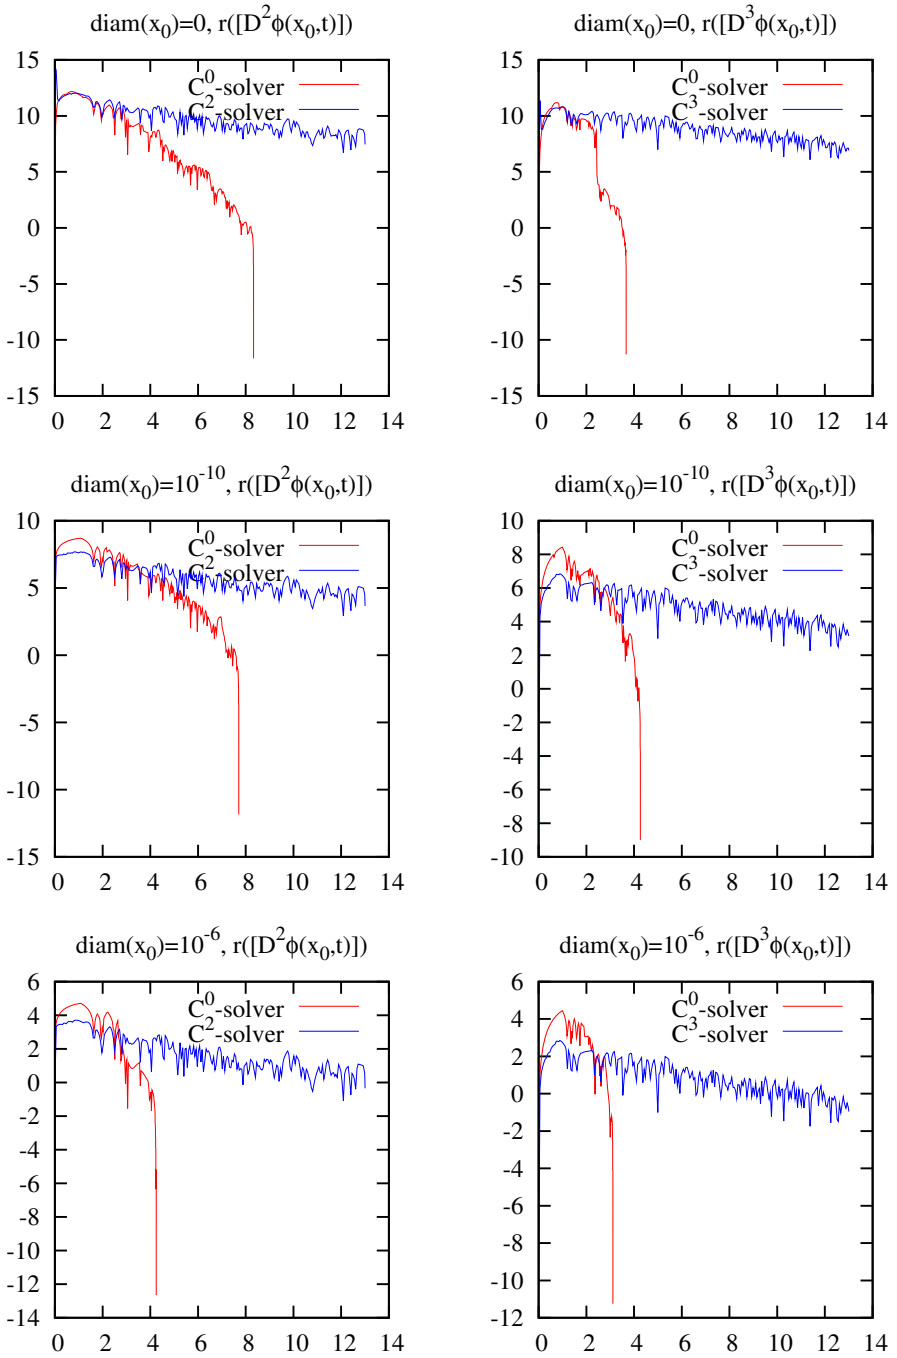 diam(x₀)=0, r([D²ϕ(x₀,t)])
15
10
5
0
-5
-10
-15
0 2 4 6 8 10 12 14
C⁰-solver
C²-solver
diam(x₀)=0, r([D³ϕ(x₀,t)])
15
10
5
0
-5
-10
-15
0 2 4 6 8 10 12 14
C⁰-solver
C³-solver
diam(x₀)=10⁻¹⁰, r([D²ϕ(x₀,t)])
10
5
0
-5
-10
-15
0 2 4 6 8 10 12 14
C⁰-solver
C²-solver
diam(x₀)=10⁻¹⁰, r([D³ϕ(x₀,t)])
10
8
6
4
2
0
-2
-4
-6
-8
-10
0 2 4 6 8 10 12 14
C⁰-solver
C³-solver
diam(x₀)=10⁻⁶, r([D²ϕ(x₀,t)])
6
4
2
0
-2
-4
-6
-8
-10
-12
-14
0 2 4 6 8 10 12 14
C⁰-solver
C²-solver
diam(x₀)=10⁻⁶, r([D³ϕ(x₀,t)])
6
4
2
0
-2
-4
-6
-8
-10
-12
0 2 4 6 8 10 12 14
C⁰-solver
C³-solver